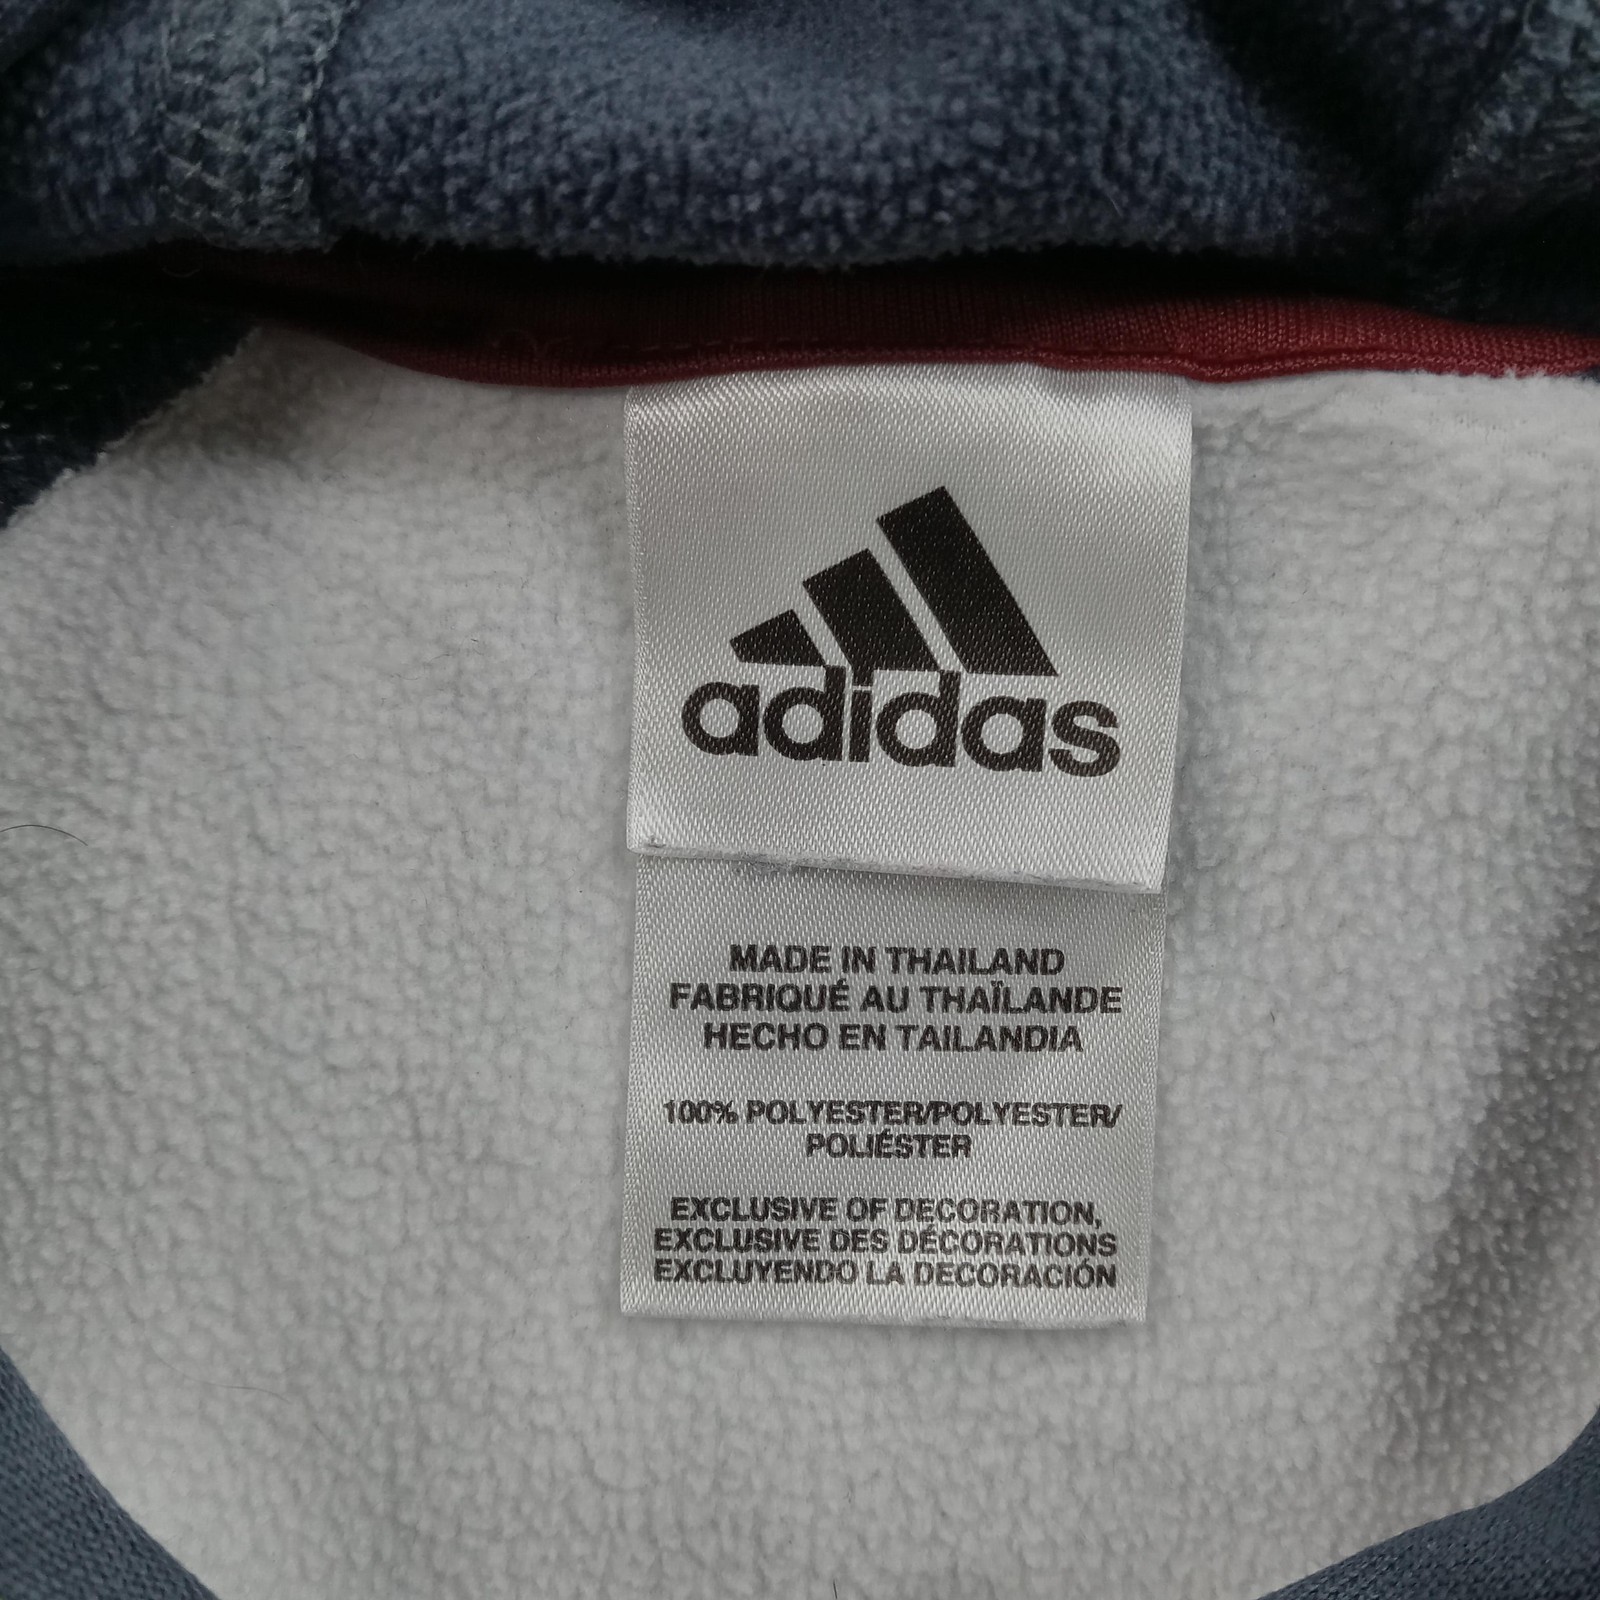 adidas
MADE IN THAILAND
FABRIQUÉ AU THAÏLANDE
HECHO EN TAILANDIA
100% POLYESTER/POLYESTER/
POLIÉSTER
EXCLUSIVE OF DECORATION,
EXCLUSIVE DES DÉCORATIONS
EXCLUYENDO LA DECORACIÓN